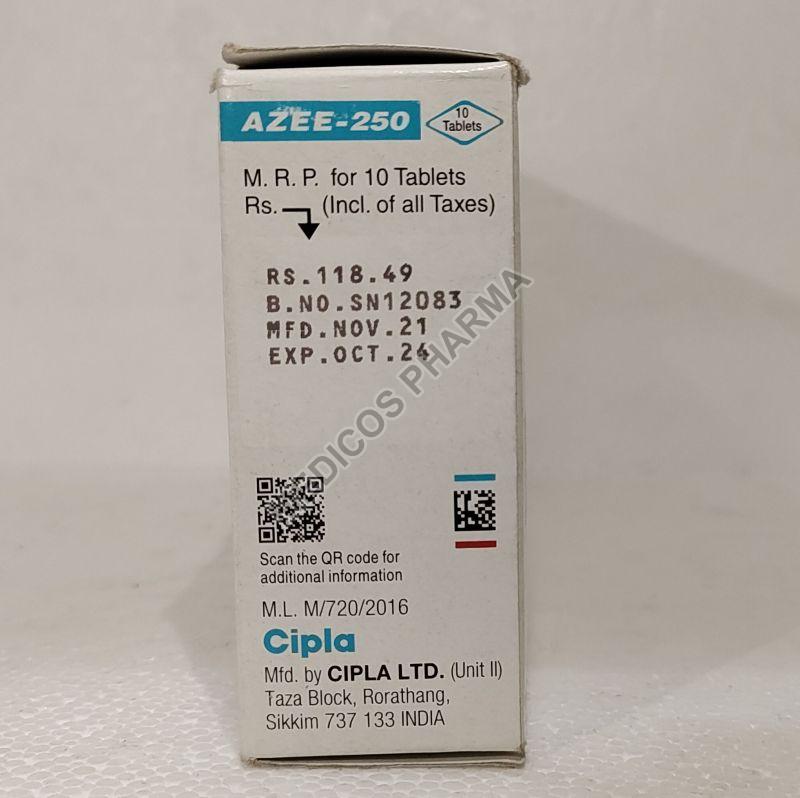 AZEE-250
10
Tablets
M. R. P. for 10 Tablets
Rs. (Incl. of all Taxes)
RS.118.49
B.NO.SN12083
MFD.NOV.21
EXP.OCT.24
EDICOS PHARMA
Scan the QR code for
additional information
M.L. M/720/2016
Cipla
Mfd. by CIPLA LTD. (Unit II)
Taza Block, Rorathang,
Sikkim 737 133 INDIA